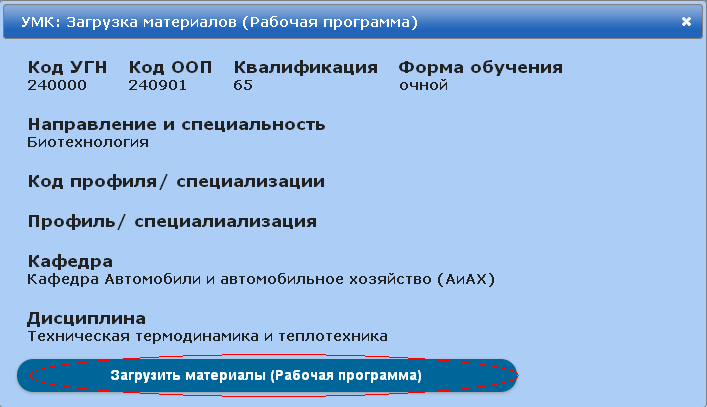 УМК: Загрузка материалов (Рабочая программа)
Код УГН Код ООП Квалификация Форма обучения
240000 240901 65 очной
Направление и специальность
Биотехнология
Код профиля/ специализации
Профиль/ специалиализация
Кафедра
Кафедра Автомобили и автомобильное хозяйство (АиАХ)
Дисциплина
Техническая термодинамика и теплотехника
Загрузить материалы (Рабочая программа)